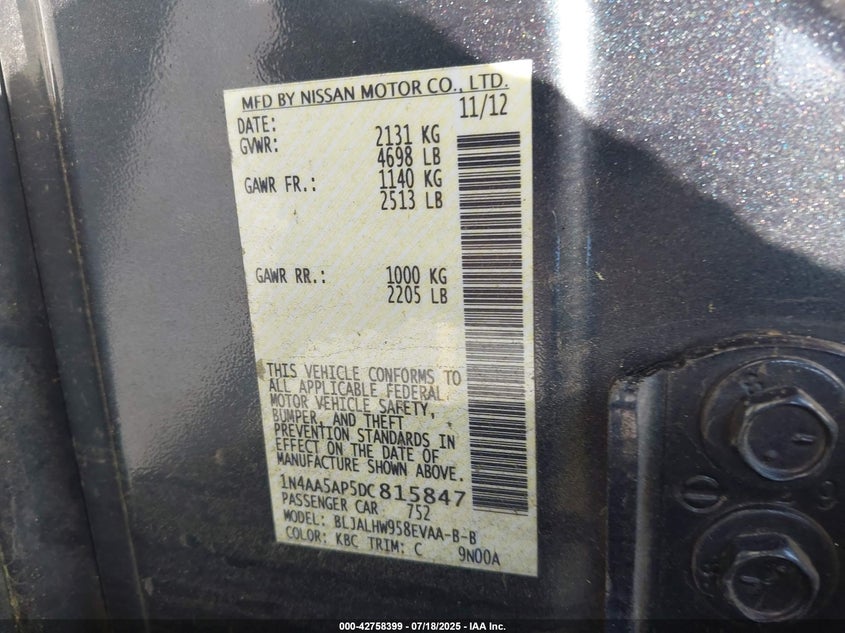 MFD BY NISSAN MOTOR CO., LTD.
DATE: 11/12
GVWR: 2131 KG
4698 LB
GAWR FR.: 1140 KG
2513 LB
GAWR RR.: 1000 KG
2205 LB
THIS VEHICLE CONFORMS TO
ALL APPLICABLE FEDERAL
MOTOR VEHICLE SAFETY,
BUMPER, AND THEFT
PREVENTION STANDARDS IN
EFFECT ON THE DATE OF
MANUFACTURE SHOWN ABOVE.
1N4AA5AP5DC815847
PASSENGER CAR 752
MODEL: BLJALHW958EVAA-B-B
COLOR: KBC TRIM: C 9N00A
9
000-42758399 / 07/18/2025 - IAA Inc.